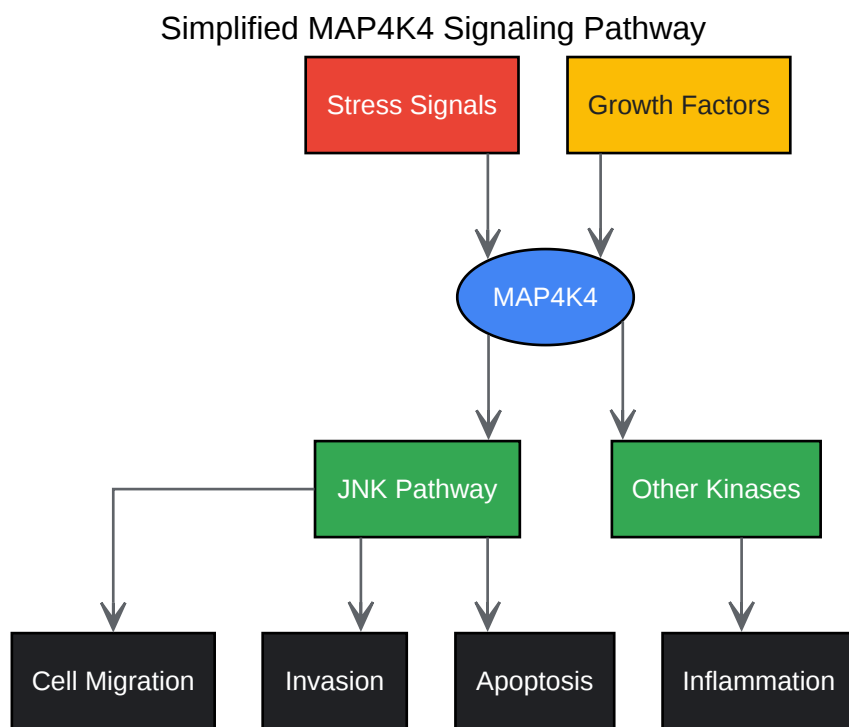 Simplified MAP4K4 Signaling Pathway
Stress Signals
Growth Factors
MAP4K4
JNK Pathway
Other Kinases
Cell Migration
Invasion
Apoptosis
Inflammation